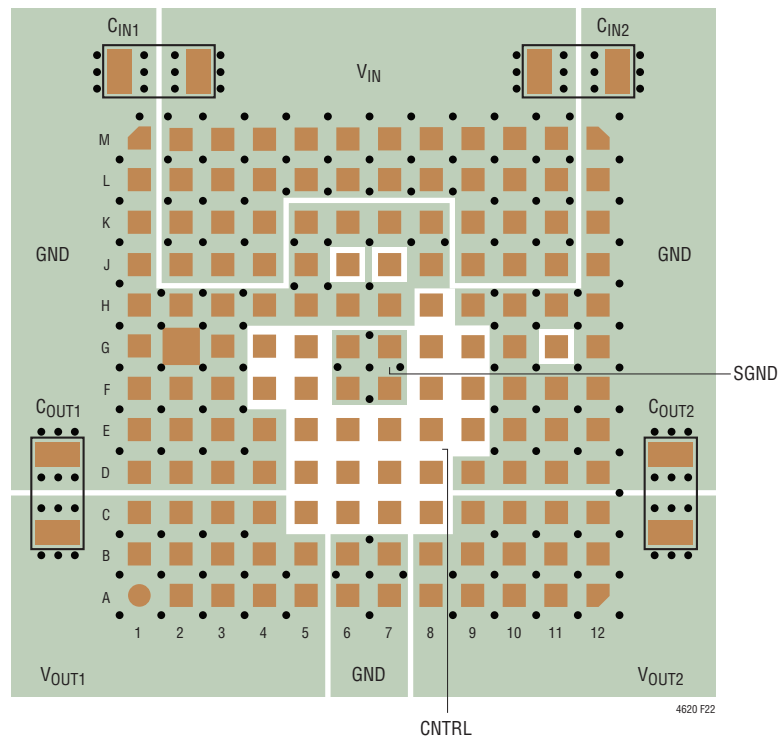 CIN1
CIN2
VIN
M
L
K
GND
GND
J
H
G
SGND
F
COUT1
COUT2
E
D
C
B
A
1 2 3 4 5 6 7 8 9 10 11 12
VOUT1
GND
VOUT2
4620 F22
CNTRL